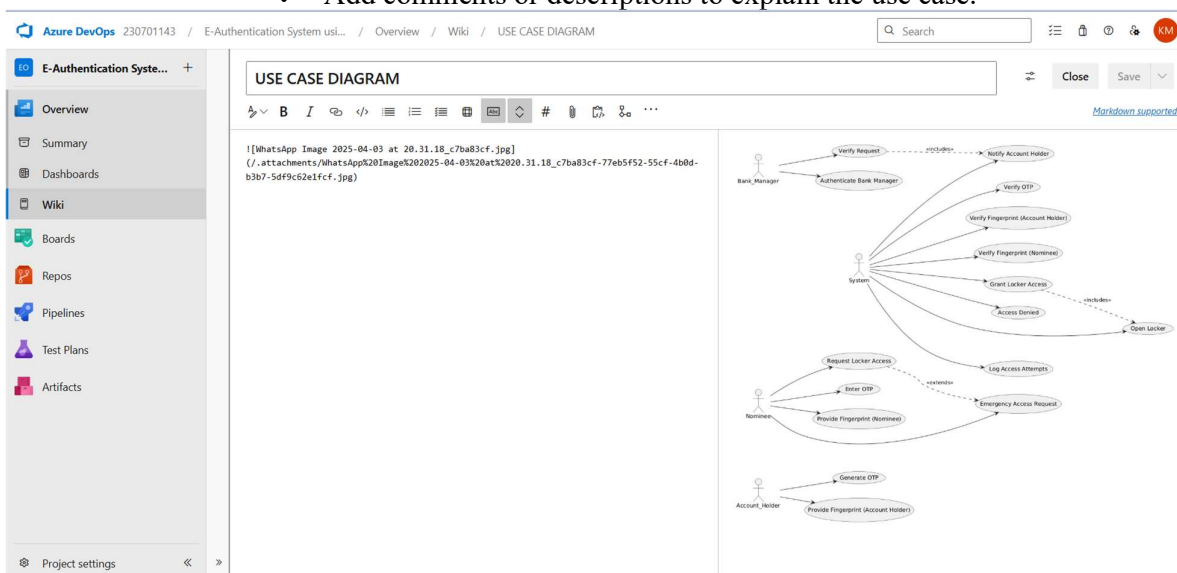 • Add comments or descriptions to explain the use case.
Azure DevOps 230701143 / E-Authentication System usi... / Overview / Wiki / USE CASE DIAGRAM
Search
KM
EO E-Authentication Syste... +
Overview
Summary
Dashboards
Wiki
Boards
Repos
Pipelines
Test Plans
Artifacts
Project settings
USE CASE DIAGRAM
Close
Save
B I </> Abc # ...
Markdown supported
![WhatsApp Image 2025-04-03 at 20.31.18_c7ba83cf.jpg]
(/.attachments/WhatsApp%20Image%202025-04-03%20at%2020.31.18_c7ba83cf-77eb5f52-55cf-4b0d-
b3b7-5df9c62e1fcf.jpg)
Verify Request
«includes»
Notify Account Holder
Bank_Manager
Authenticate Bank Manager
Verify OTP
Verify Fingerprint (Account Holder)
Verify Fingerprint (Nominee)
System
Grant Locker Access
«includes»
Access Denied
Open Locker
Request Locker Access
Log Access Attempts
«extends»
Enter OTP
Emergency Access Request
Nominee
Provide Fingerprint (Nominee)
Generate OTP
Account_Holder
Provide Fingerprint (Account Holder)